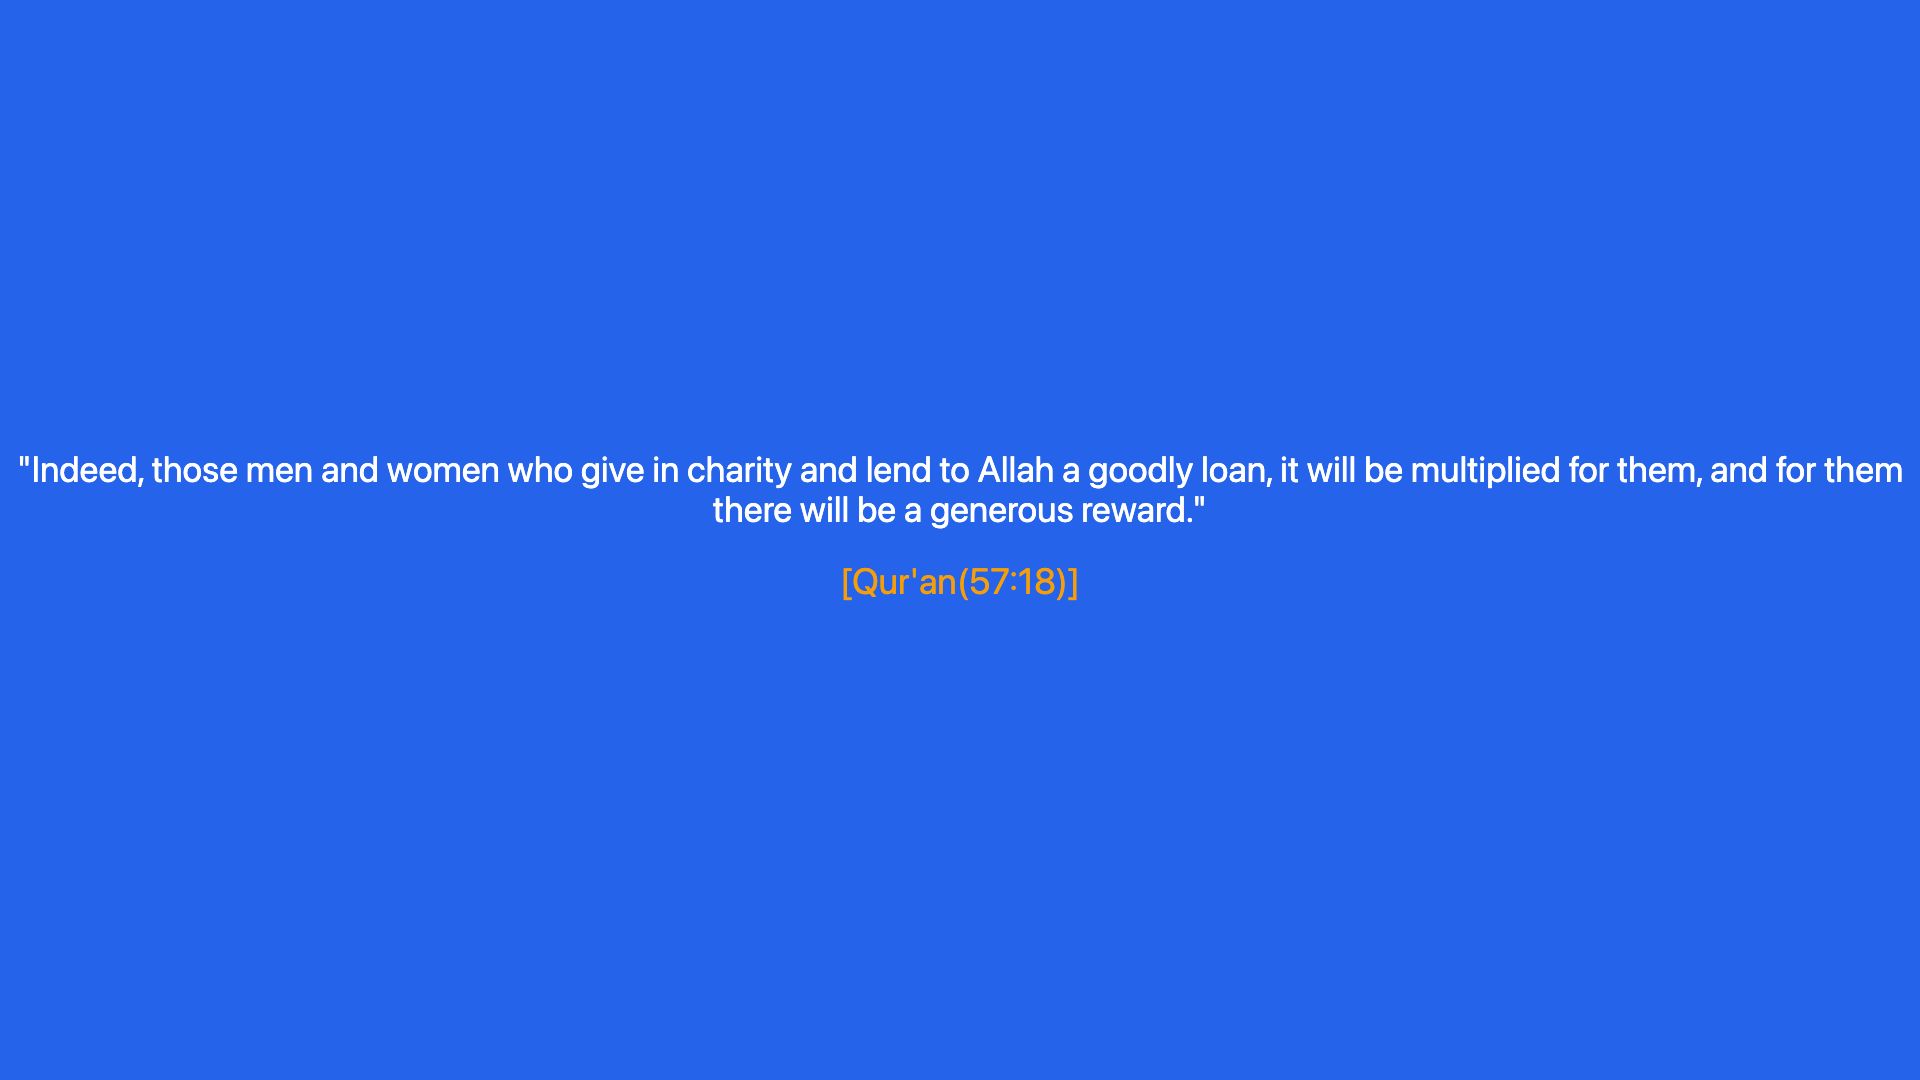 "Indeed, those men and women who give in charity and lend to Allah a goodly loan, it will be multiplied for them, and for them
there will be a generous reward."
[Qur'an(57:18)]